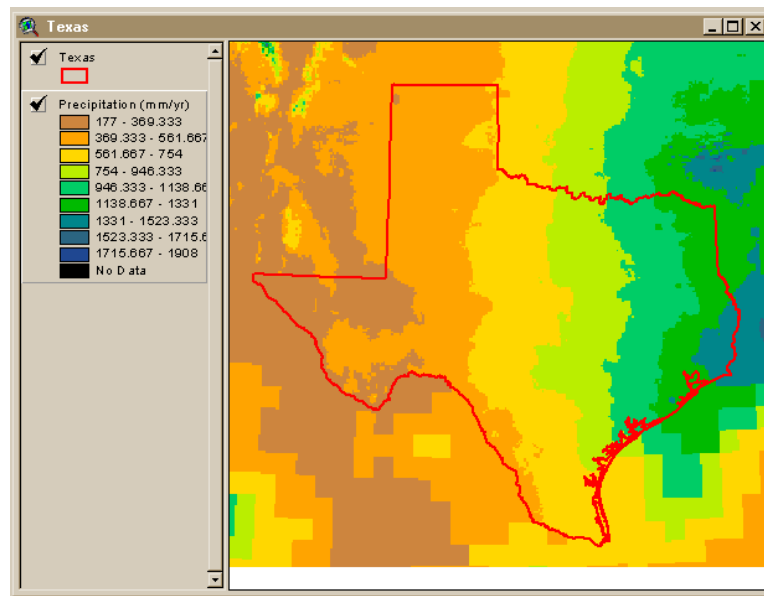 Texas
Texas
Precipitation (mm/yr)
177 - 369.333
369.333 - 561.667
561.667 - 754
754 - 946.333
946.333 - 1138.66
1138.667 - 1331
1331 - 1523.333
1523.333 - 1715.6
1715.667 - 1908
No Data